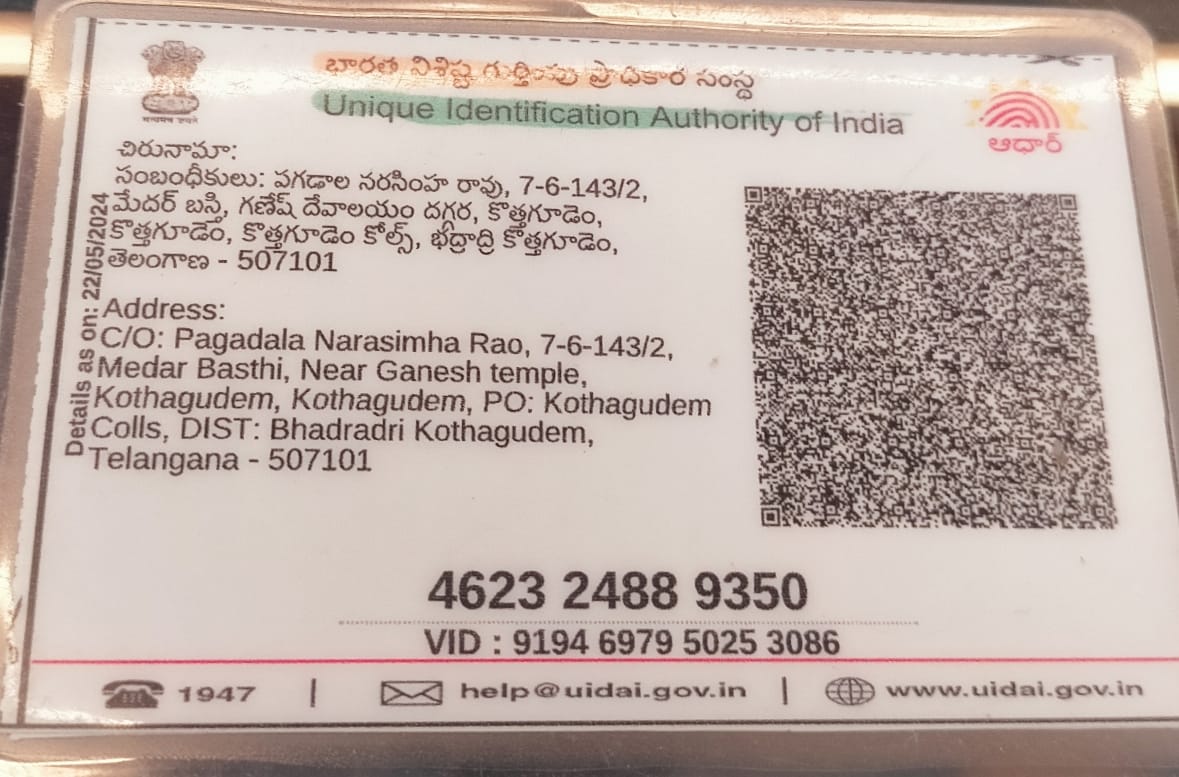 భారత విశిష్ట గుర్తింపు ప్రాధికార సంస్థ
Unique Identification Authority of India
ఆధార్
చిరునామా:
సంబంధీకులు: పగడాల నరసింహ రావు, 7-6-143/2,
మేదర్ బస్తి, గణేష్ దేవాలయం దగ్గర, కొత్తగూడెం,
కొత్తగూడెం, కొత్తగూడెం కోల్స్, భద్రాద్రి కొత్తగూడెం,
తెలంగాణ - 507101
Details as on: 22/05/2024
Address:
C/O: Pagadala Narasimha Rao, 7-6-143/2,
Medar Basthi, Near Ganesh temple,
Kothagudem, Kothagudem, PO: Kothagudem
Colls, DIST: Bhadradri Kothagudem,
Telangana - 507101
4623 2488 9350
VID : 9194 6979 5025 3086
1947 | help@uidai.gov.in | www.uidai.gov.in